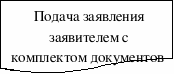 Подача заявления
заявителем с
комплектом документов